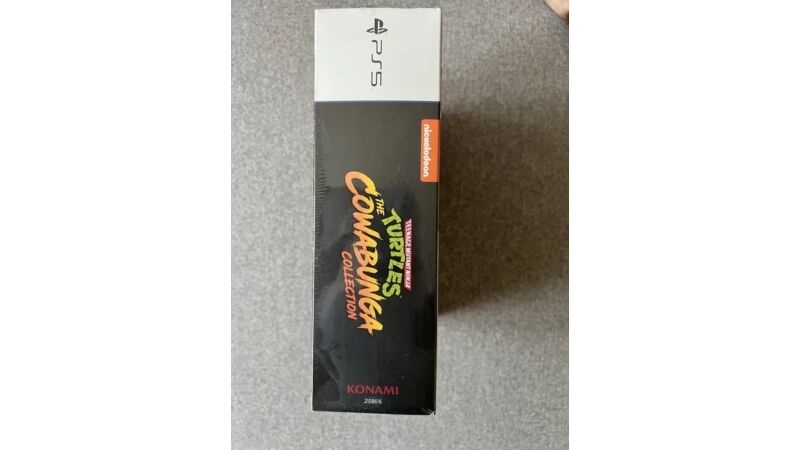 PS5
nickelodeon
TEENAGE MUTANT NINJA
TURTLES
THE
COWABUNGA
COLLECTION
KONAMI
2108616